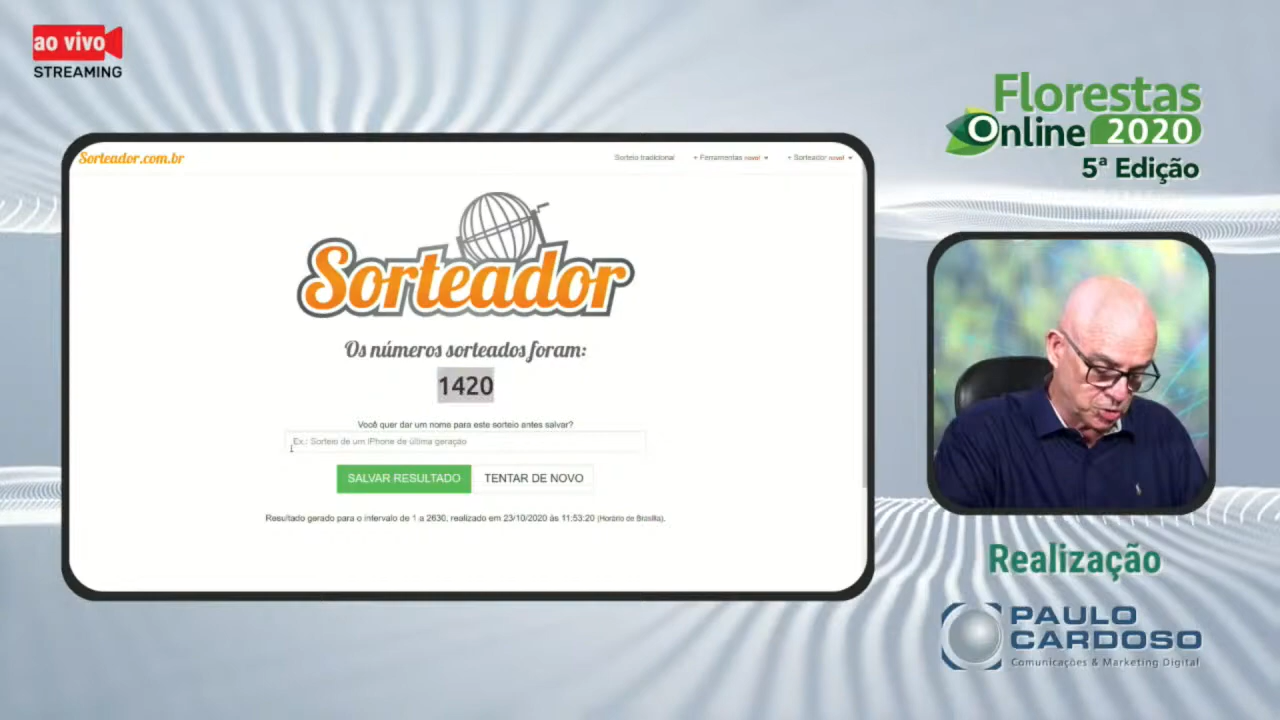 ao vivo
STREAMING
Florestas
Online 2020
5ª Edição
Sorteador.com.br
Sorteio tradicional
+ Ferramentas novo!
+ Sorteador novo!
Sorteador
Os números sorteados foram:
1420
Você quer dar um nome para este sorteio antes salvar?
Ex.: Sorteio de um iPhone de última geração
SALVAR RESULTADO
TENTAR DE NOVO
Resultado gerado para o intervalo de 1 a 2630, realizado em 23/10/2020 às 11:53:20 (Horário de Brasília).
Realização
PAULO
CARDOSO
Comunicações & Marketing Digital